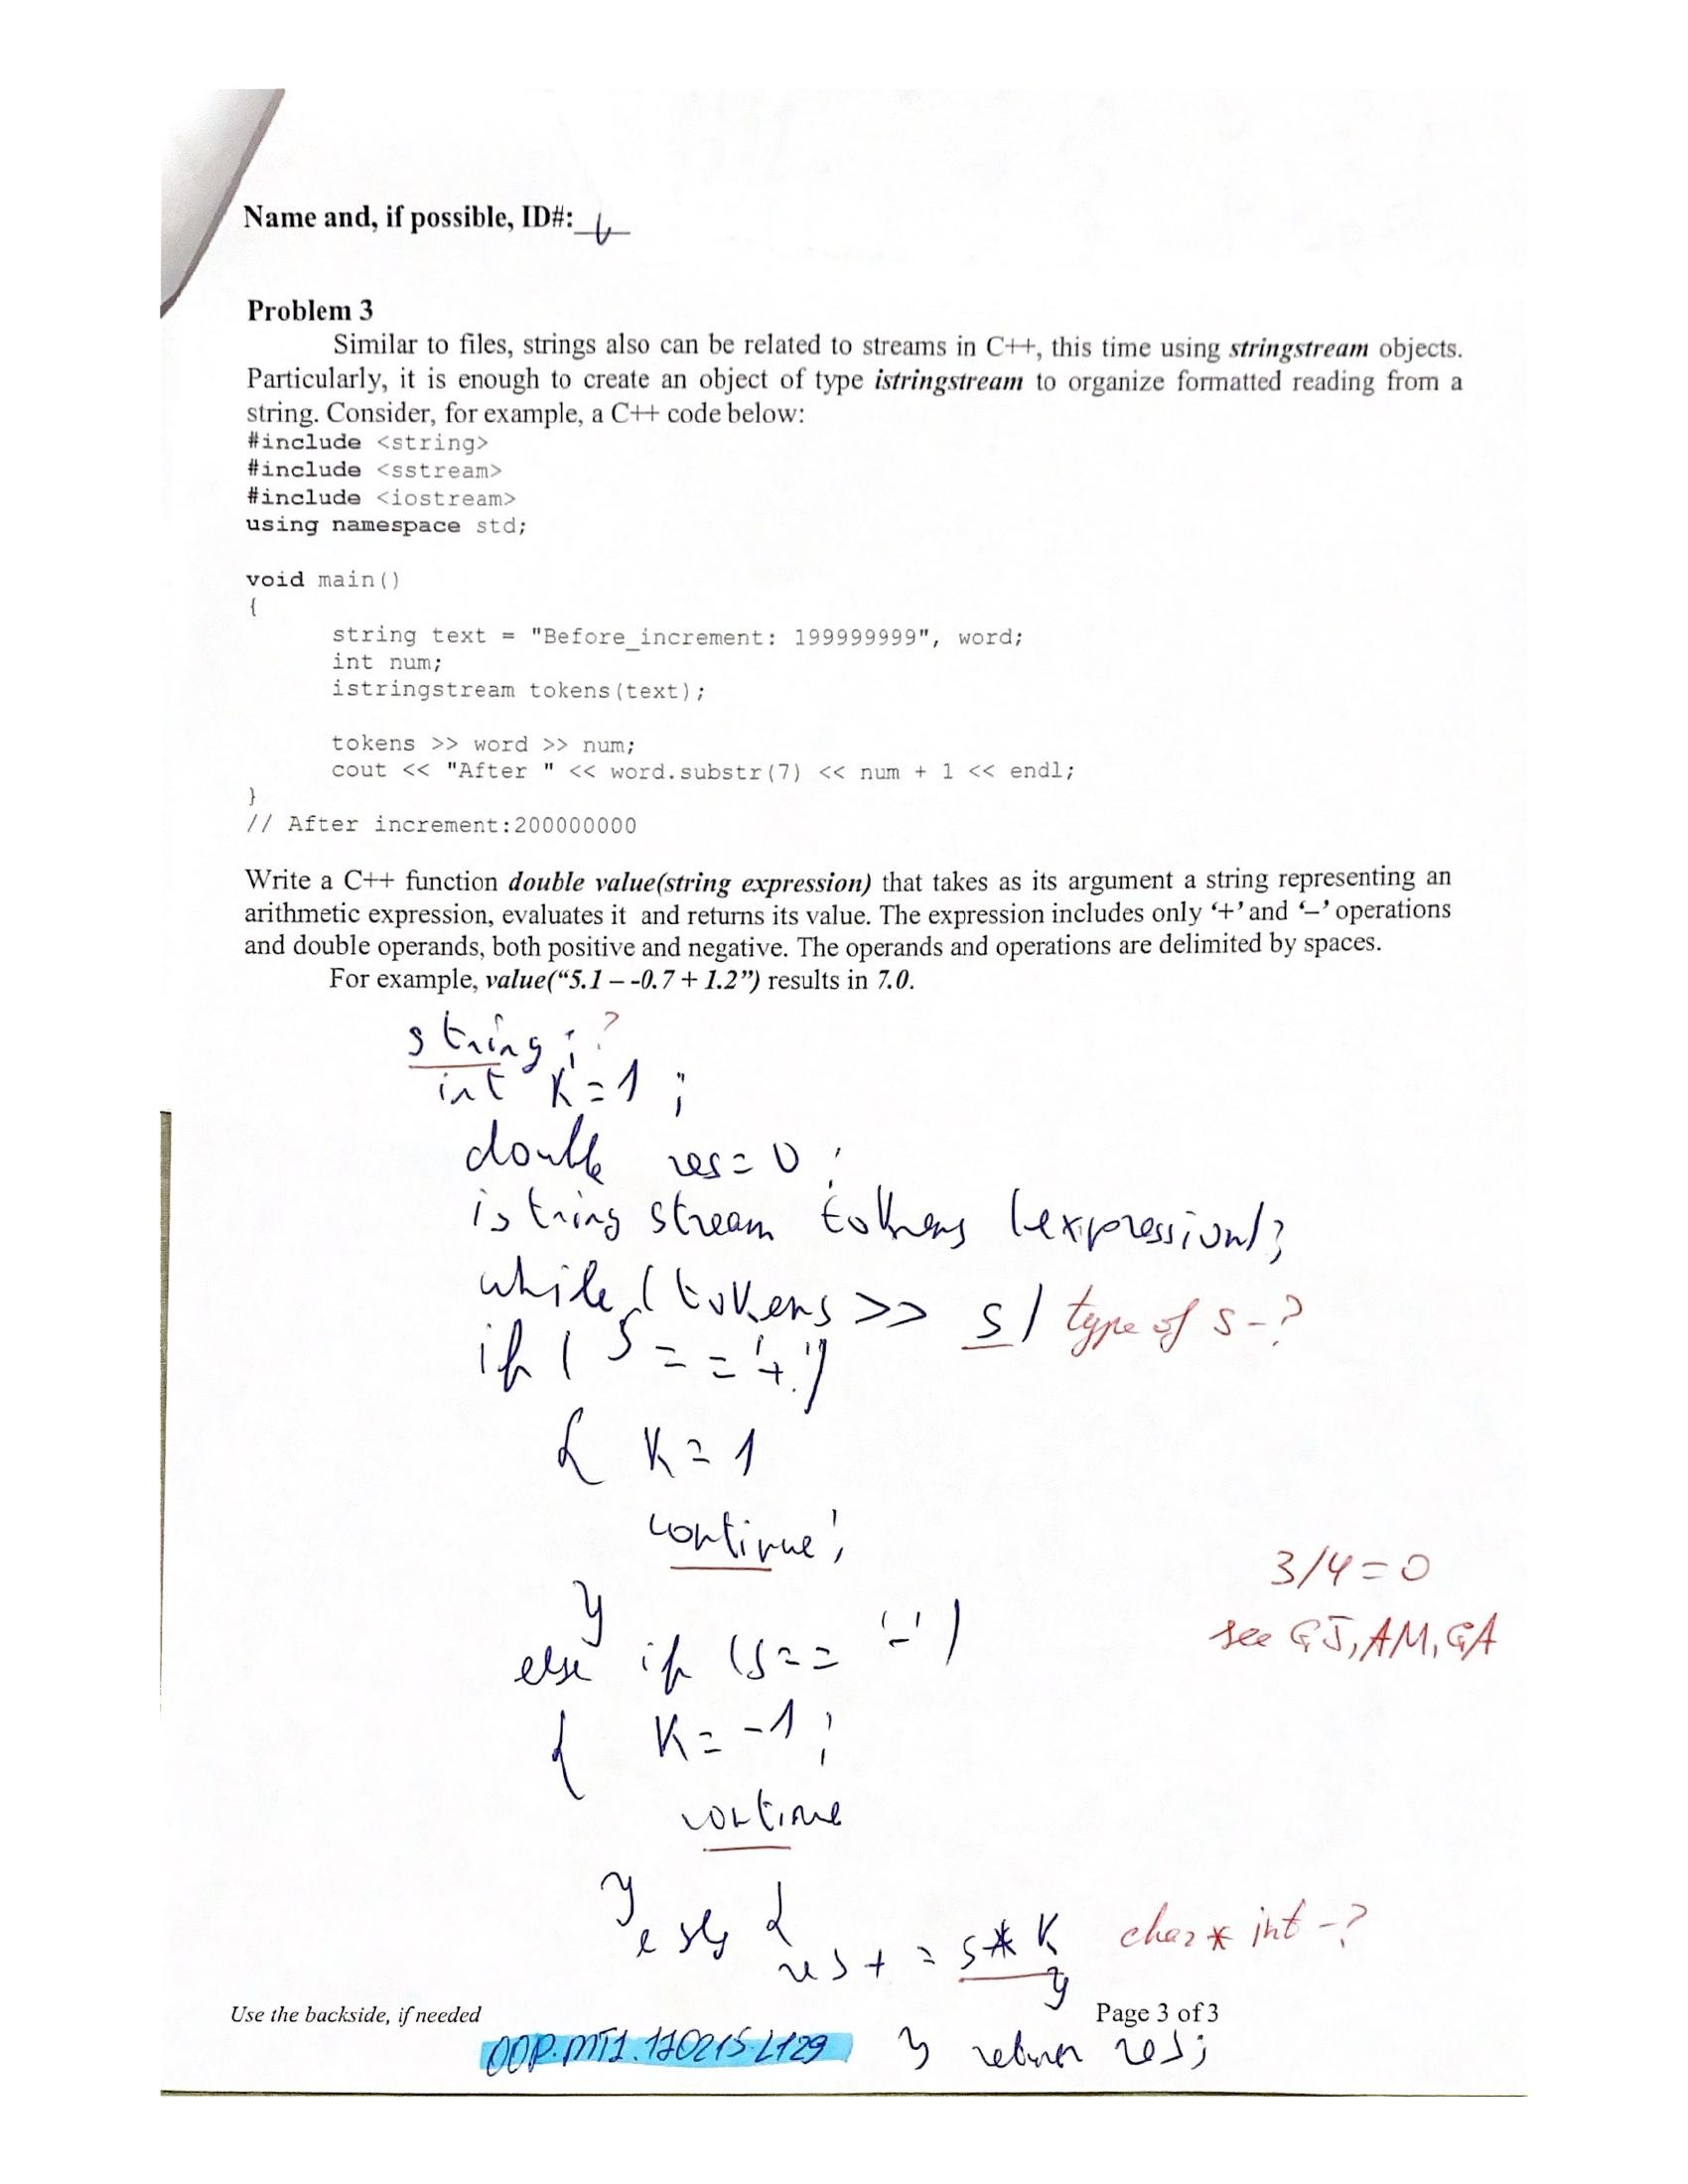 Name and, if possible, ID#:
Problem 3
Similar to files, strings also can be related to streams in C++, this time using stringstream objects.
Particularly, it is enough to create an object of type istringstream to organize formatted reading from a
string. Consider, for example, a C++ code below:
#include <string>
#include <sstream>
#include <iostream>
using namespace std;
void main()
{
string text = "Before_increment: 199999999", word;
int num;
istringstream tokens(text);
tokens >> word >> num;
cout << "After " << word.substr(7) << num + 1 << endl;
}
// After increment:200000000
Write a C++ function double value(string expression) that takes as its argument a string representing an
arithmetic expression, evaluates it and returns its value. The expression includes only ‘+’ and ‘–’ operations
and double operands, both positive and negative. The operands and operations are delimited by spaces.
For example, value(“5.1 – -0.7 + 1.2”) results in 7.0.
string ; ?
int K = 1 ;
double res = 0 ;
istring stream tokens (expression);
while ( tokens >> s ) type of s - ?
if ( s == '+')
{ K = 1
continue;
}
3/4=0
see GJ, AM, GA
else if (s == '-')
{ K = -1 ;
continue
}
else {
res + = s * K char * int - ?
}
Use the backside, if needed
Page 3 of 3
OOP.MT1.120215.L129
} return res;